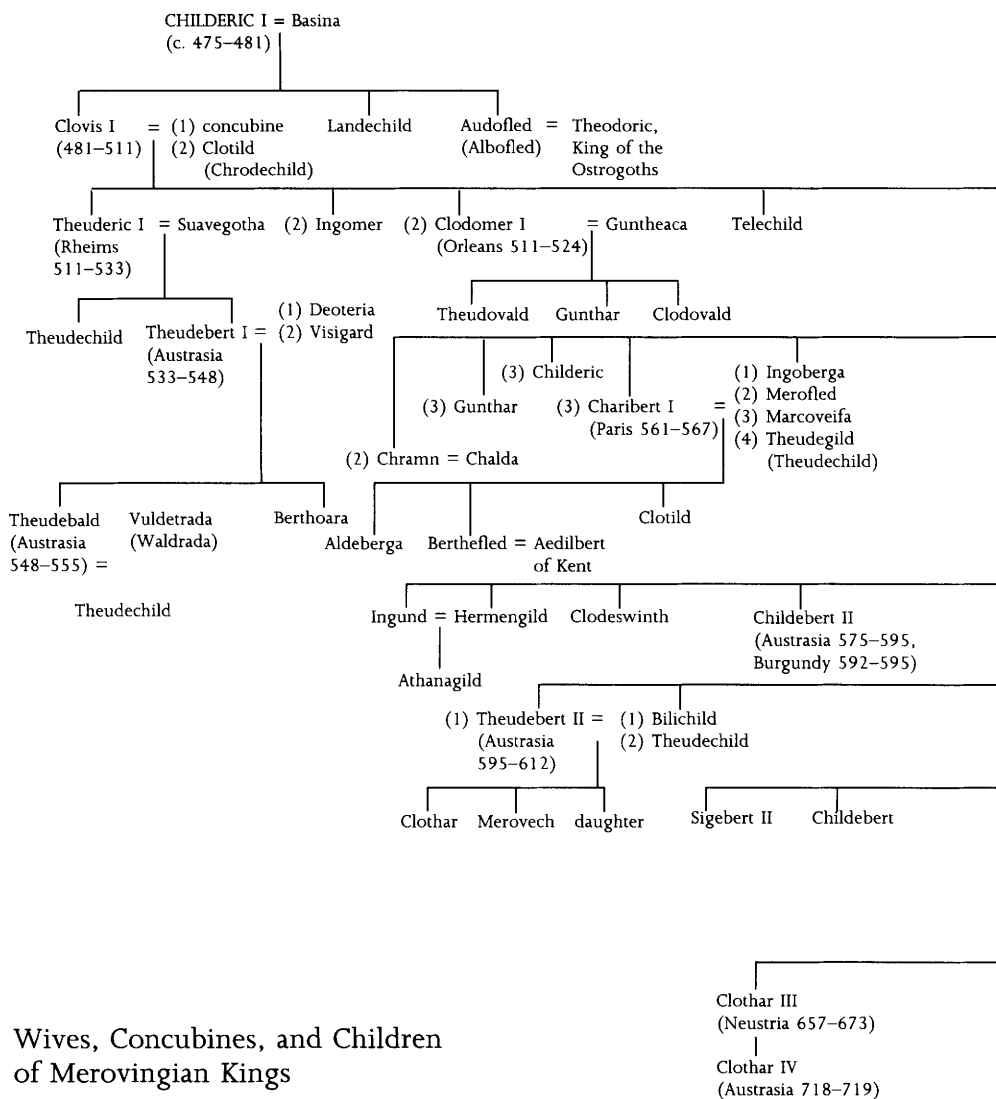 CHILDERIC I = Basina
(c. 475–481)
Clovis I = (1) concubine Landechild Audofled = Theodoric,
(481–511) (2) Clotild (Albofled) King of the
(Chrodechild) Ostrogoths
Theuderic I = Suavegotha (2) Ingomer (2) Clodomer I = Guntheaca Telechild
(Rheims (Orleans 511–524)
511–533)
Theudovald Gunthar Clodovald
Theudechild Theudebert I = (1) Deoteria
(Austrasia (2) Visigard
533–548)
(3) Childeric (1) Ingoberga
(2) Merofled
(3) Gunthar (3) Charibert I = (3) Marcoveifa
(Paris 561–567) (4) Theudegild
(2) Chramn = Chalda (Theudechild)
Theudebald Vuldetrada Berthoara
(Austrasia (Waldrada)
548–555) =
Theudechild
Aldeberga Berthefled = Aedilbert Clotild
of Kent
Ingund = Hermengild Clodeswinth Childebert II
(Austrasia 575–595,
Burgundy 592–595)
Athanagild
(1) Theudebert II = (1) Bilichild
(Austrasia (2) Theudechild
595–612)
Clothar Merovech daughter Sigebert II Childebert
Clothar III
(Neustria 657–673)
Clothar IV
(Austrasia 718–719)
Wives, Concubines, and Children
of Merovingian Kings